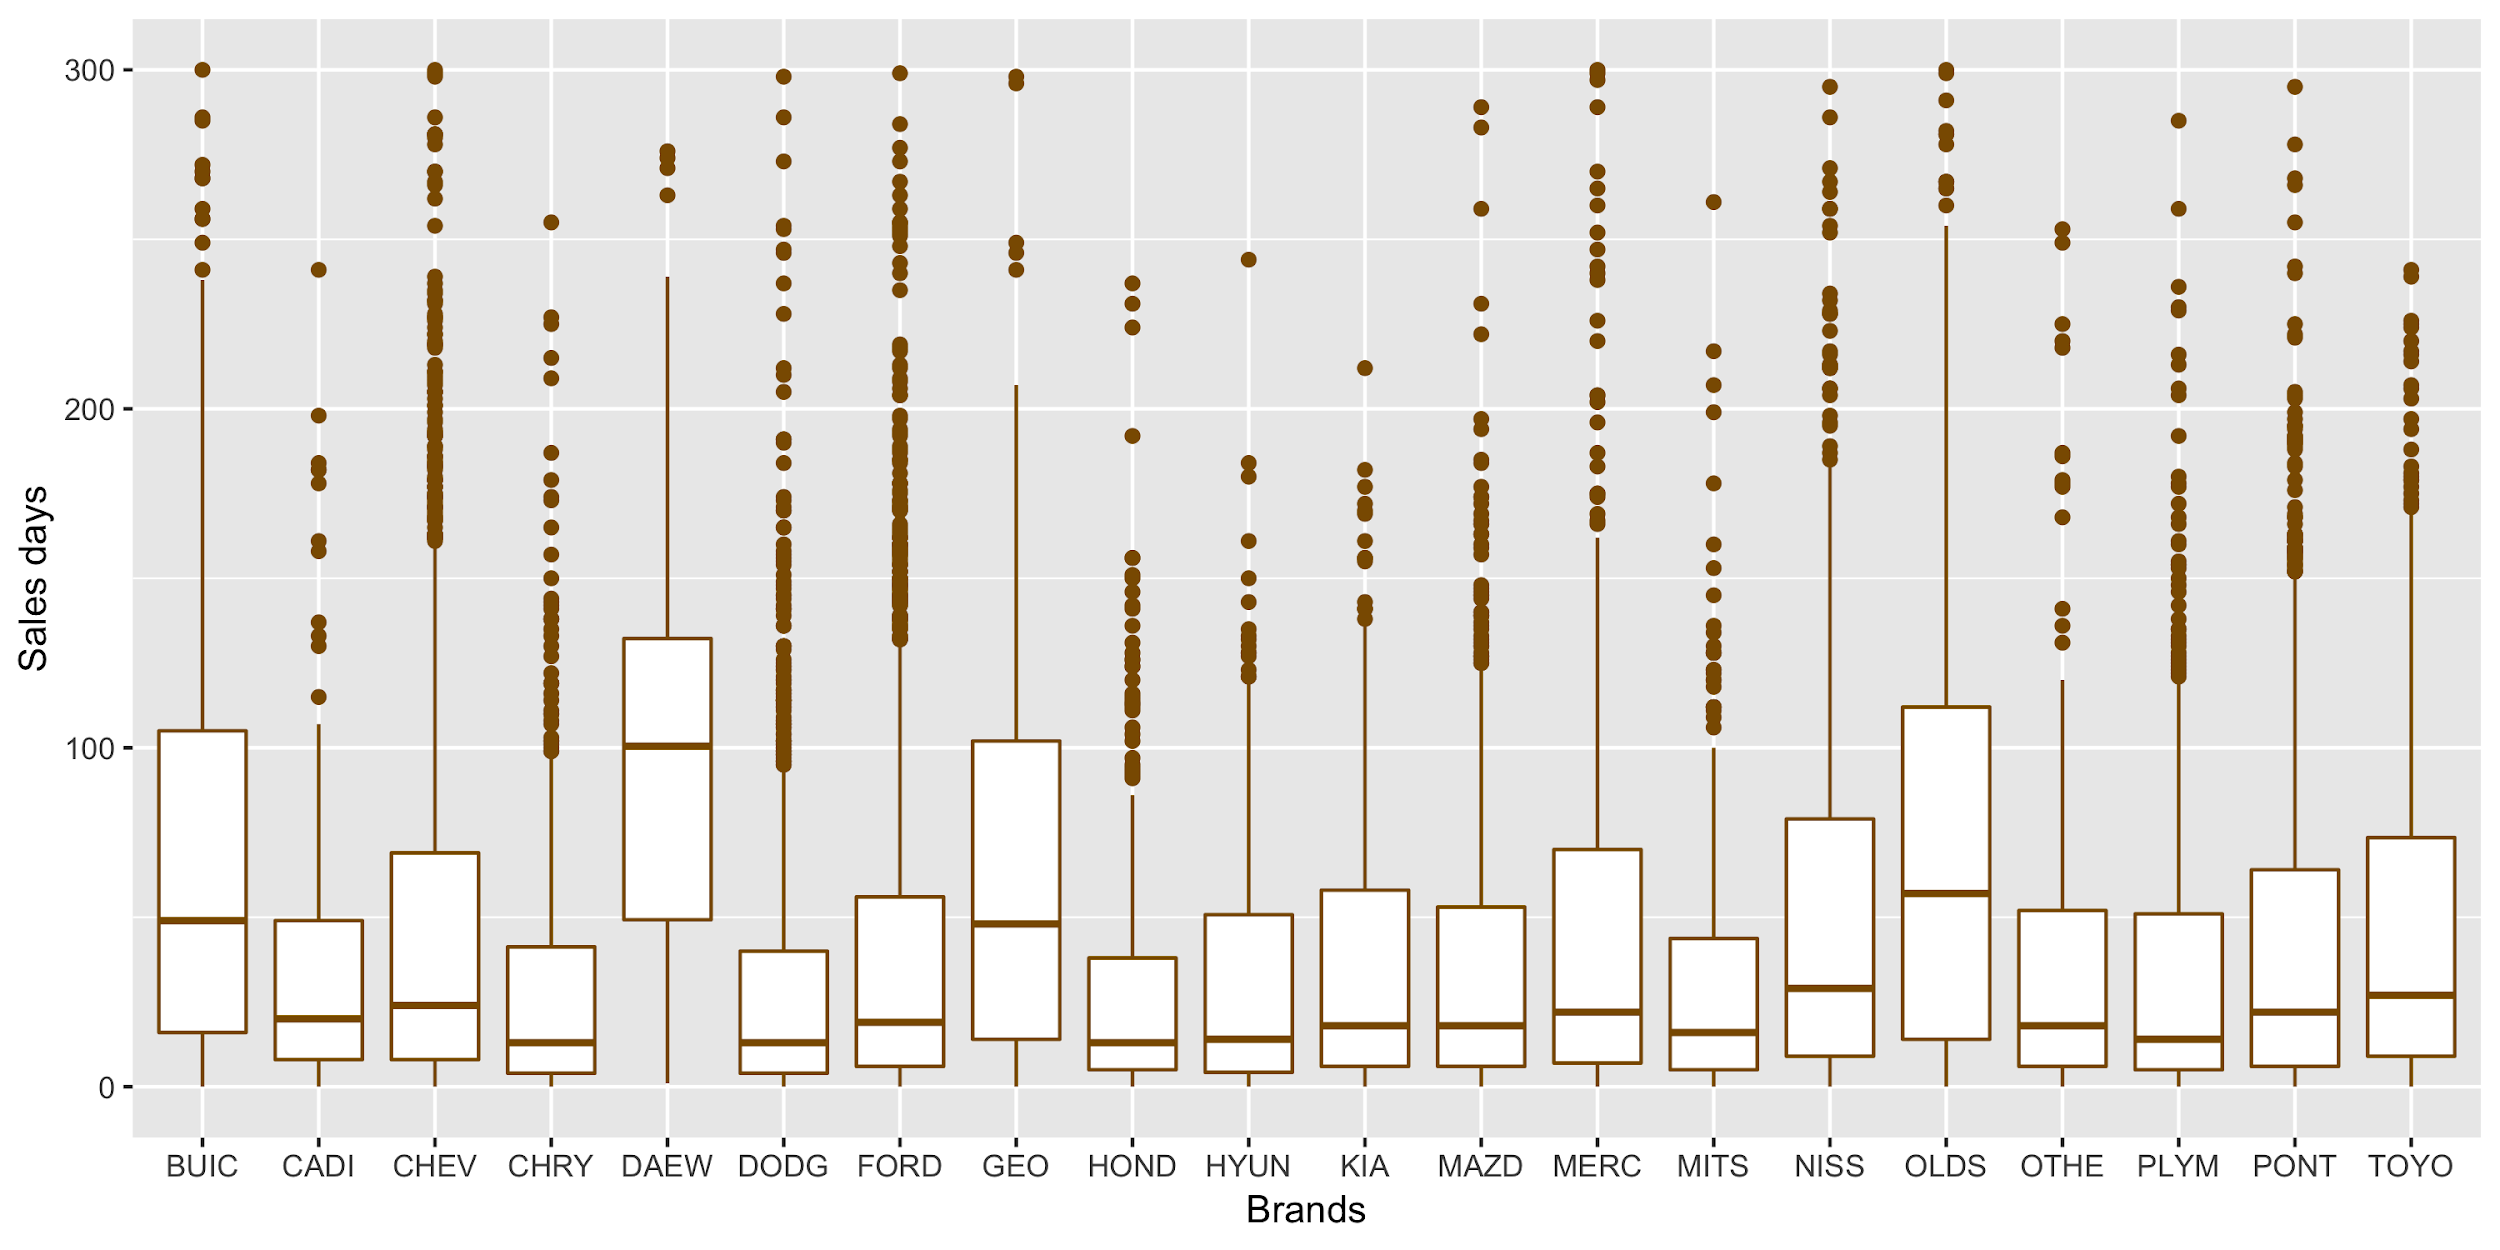 Sales days
300
200
100
0
BUIC CADI CHEV CHRY DAEW DODG FORD GEO HOND HYUN KIA MAZD MERC MITS NISS OLDS OTHE PLYM PONT TOYO
Brands